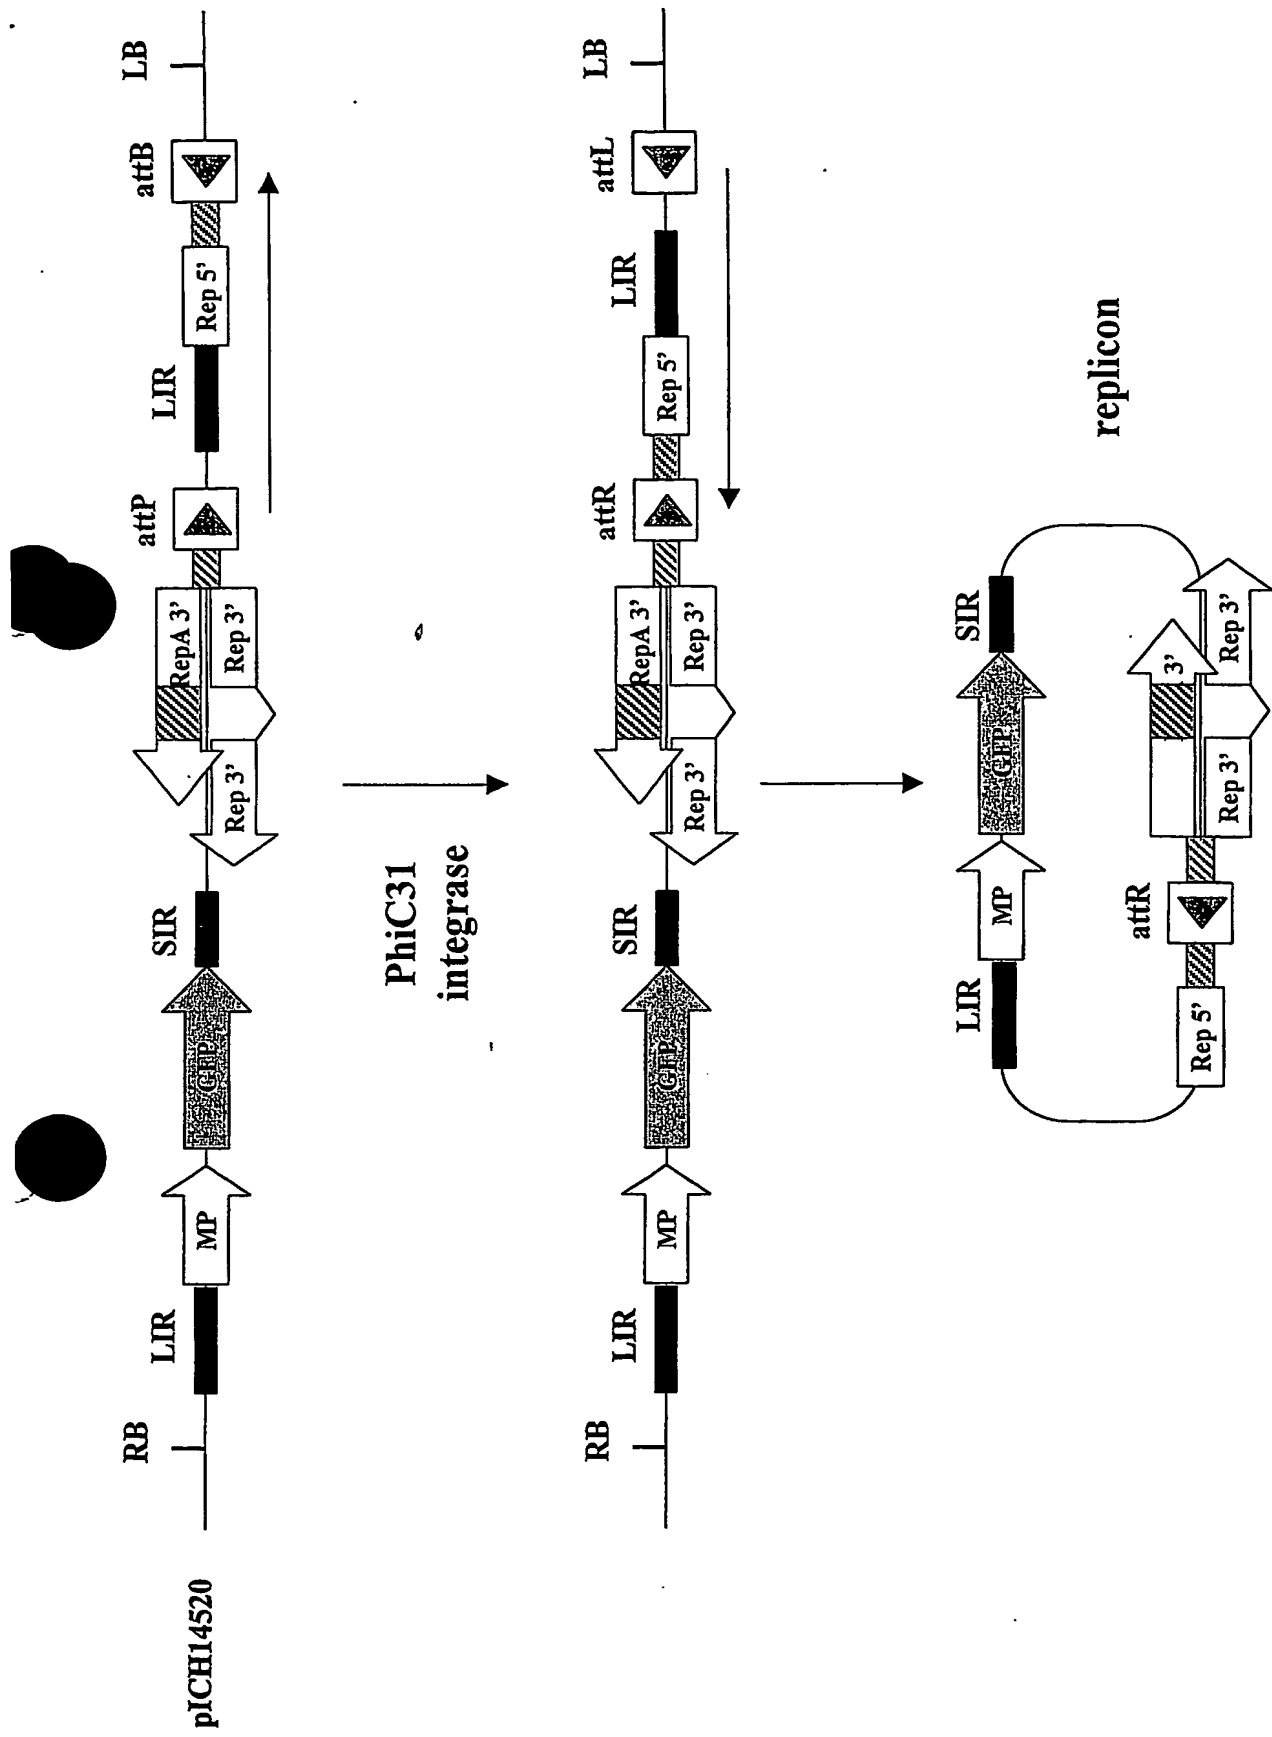 pICH14520
RB LIR MP GFP SIR Rep 3' RepA 3' Rep 3' attP LIR Rep 5' attB LB
PhiC31
integrase
RB LIR MP GFP SIR Rep 3' RepA 3' Rep 3' attR Rep 5' LIR attL LB
LIR MP GFP SIR
replicon
Rep 5' attR Rep 3' 3' Rep 3'